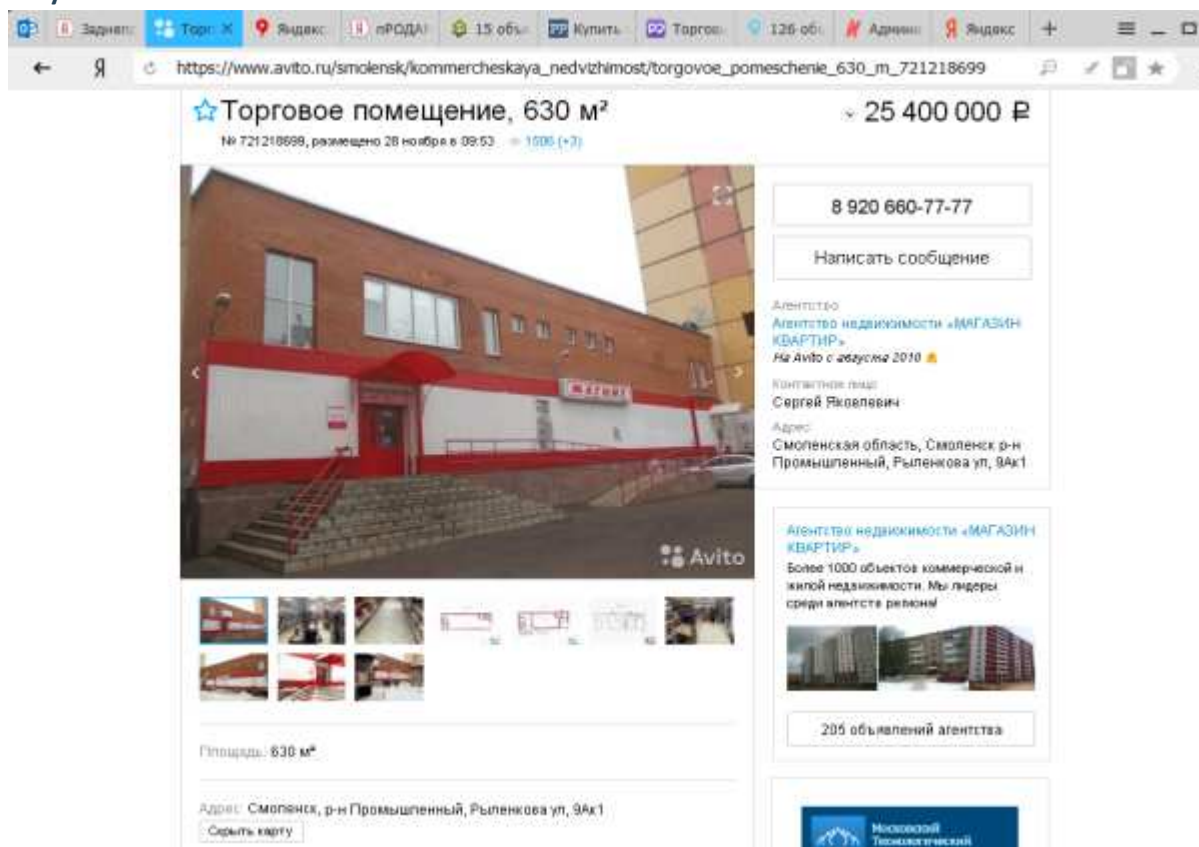 Торг
Яндекс
15 объ
Купить
Торгов
126 об
Админи
Яндекс
Я
https://www.avito.ru/smolensk/kommercheskaya_nedvizhimost/torgovoe_pomeschenie_630_m_721218699
Торговое помещение, 630 м²
25 400 000 ₽
№ 721218699, размещено 28 ноября в 09:53
(+3)
8 920 660-77-77
Написать сообщение
Агентство
Агентство недвижимости «МАГАЗИН
КВАРТИР»
На Avito с августа 2010
Контактное лицо
Сергей Яковлевич
Адрес
Смоленская область, Смоленск р-н
Промышленный, Рыленкова ул, 9Ак1
МАГНИТ
Avito
Агентство недвижимости «МАГАЗИН
КВАРТИР»
Более 1000 объектов коммерческой и
жилой недвижимости. Мы лидеры
среди агентств региона!
205 объявлений агентства
Площадь: 630 м²
Адрес: Смоленск, р-н Промышленный, Рыленкова ул, 9Ак1
Скрыть карту
Московский
Технологический